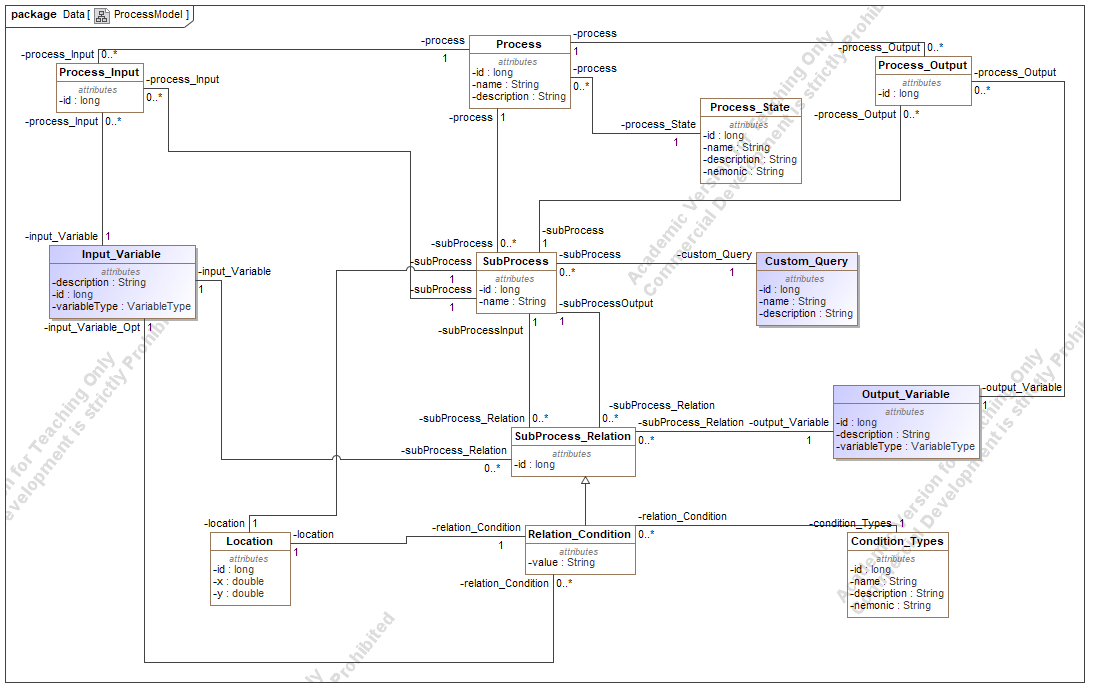 package Data [ ProcessModel ]
-process
1
-process_Input 0..*
Process_Input
attributes
-id : long
-process_Input
0..*
-process_Input 0..*
Process
attributes
-id : long
-name : String
-description : String
-process
1
-process
0..*
-process 1
-process_Output 0..*
Process_Output
attributes
-id : long
-process_Output
0..*
-process_Output 0..*
Process_State
attributes
-id : long
-name : String
-description : String
-nemonic : String
-process_State
1
-input_Variable 1
Input_Variable
attributes
-description : String
-id : long
-variableType : VariableType
-input_Variable
1
-input_Variable_Opt 1
-subProcess 0..*
-subProcess
1
-subProcess
1
-subProcess
1
SubProcess
attributes
-id : long
-name : String
-subProcess
0..*
-custom_Query
1
Custom_Query
attributes
-id : long
-name : String
-description : String
-subProcessOutput
1
-subProcessInput
1
-subProcess_Relation 0..*
-subProcess_Relation
0..*
-subProcess_Relation
0..*
-subProcess_Relation
0..*
SubProcess_Relation
attributes
-id : long
-output_Variable
1
Output_Variable
attributes
-id : long
-description : String
-variableType : VariableType
-output_Variable
1
-location 1
Location
attributes
-id : long
-x : double
-y : double
-location
1
-relation_Condition
1
Relation_Condition
attributes
-value : String
-relation_Condition
0..*
-relation_Condition 0..*
-condition_Types 1
Condition_Types
attributes
-id : long
-name : String
-description : String
-nemonic : String
Academic Version for Teaching Only
Commercial Development is strictly Prohibited